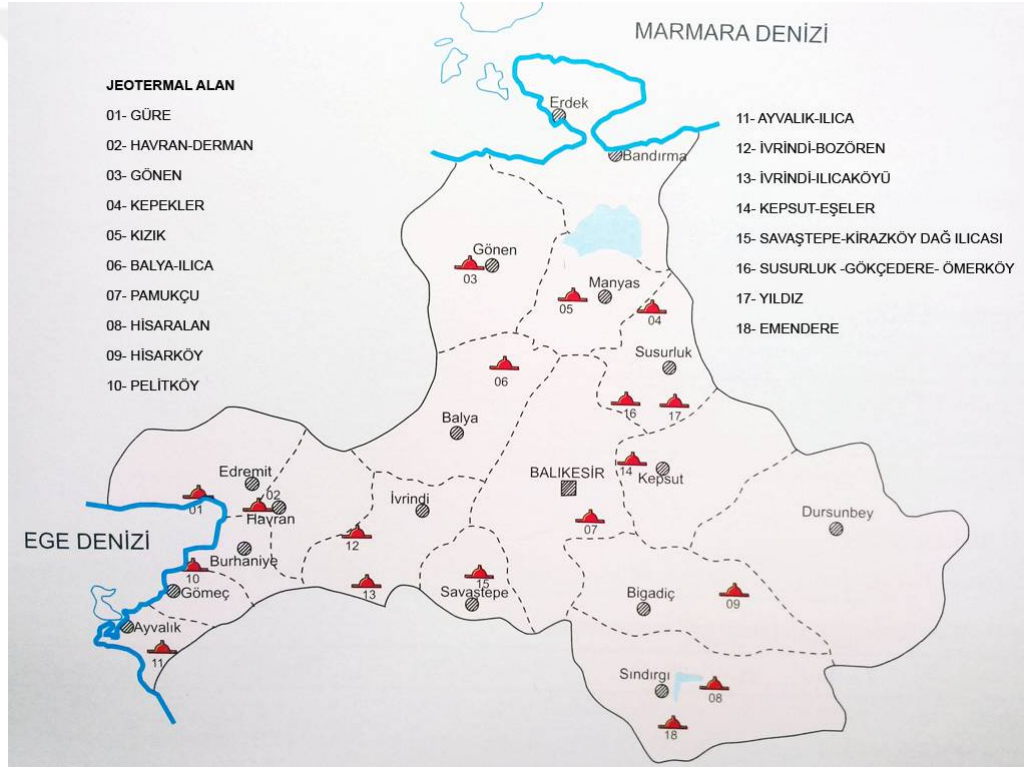 MARMARA DENİZİ
JEOTERMAL ALAN
01- GÜRE
02- HAVRAN-DERMAN
03- GÖNEN
04- KEPEKLER
05- KIZIK
06- BALYA-ILICA
07- PAMUKÇU
08- HİSARALAN
09- HİSARKÖY
10- PELİTKÖY
11- AYVALIK-ILICA
12- İVRİNDİ-BOZÖREN
13- İVRİNDİ-ILICAKÖYÜ
14- KEPSUT-EŞELER
15- SAVAŞTEPE-KİRAZKÖY DAĞ ILICASI
16- SUSURLUK -GÖKÇEDERE- ÖMERKÖY
17- YILDIZ
18- EMENDERE
Erdek
Bandırma
Gönen
03
Manyas
05
04
Susurluk
06
16
17
Balya
BALIKESİR
14
Kepsut
Edremit
02
01
Havran
İvrindi
07
Dursunbey
12
EGE DENİZİ
Burhaniye
10
Gömeç
13
15
Savastepe
Bigadiç
09
Ayvalık
11
Sındırgı
08
18